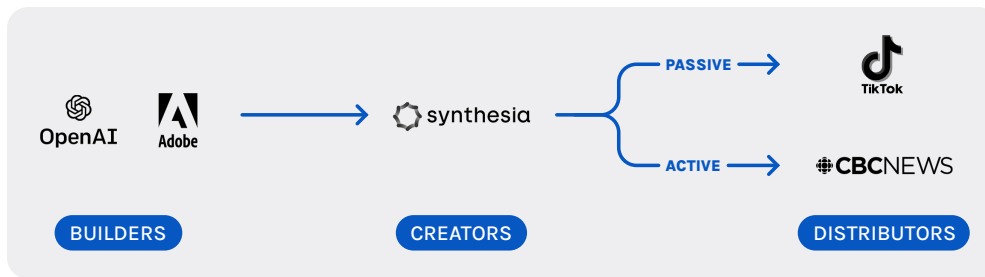 OpenAI
Adobe
synthesia
PASSIVE
TikTok
ACTIVE
CBCNEWS
BUILDERS
CREATORS
DISTRIBUTORS